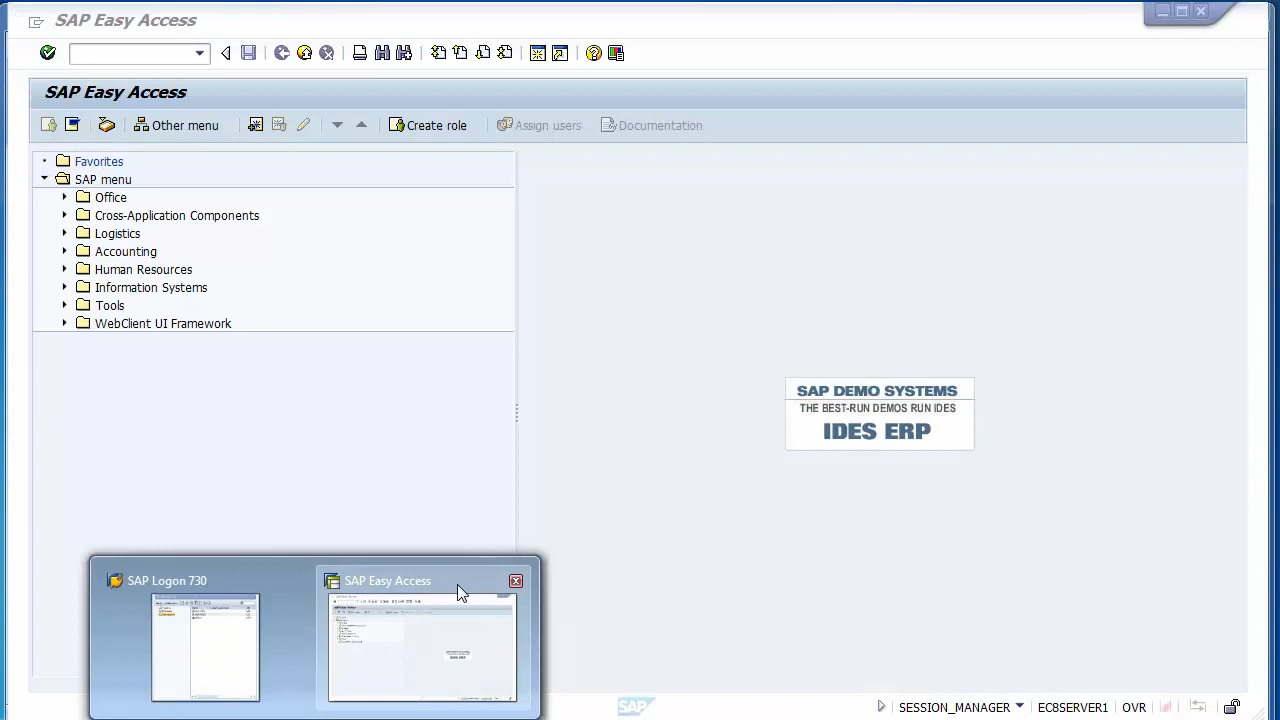 SAP Easy Access
SAP Easy Access
Other menu
Create role
Assign users
Documentation
Favorites
SAP menu
Office
Cross-Application Components
Logistics
Accounting
Human Resources
Information Systems
Tools
WebClient UI Framework
SAP DEMO SYSTEMS
THE BEST-RUN DEMOS RUN IDES
IDES ERP
SAP Logon 730
SAP Easy Access
SAP
SESSION_MANAGER
EC8SERVER1
OVR